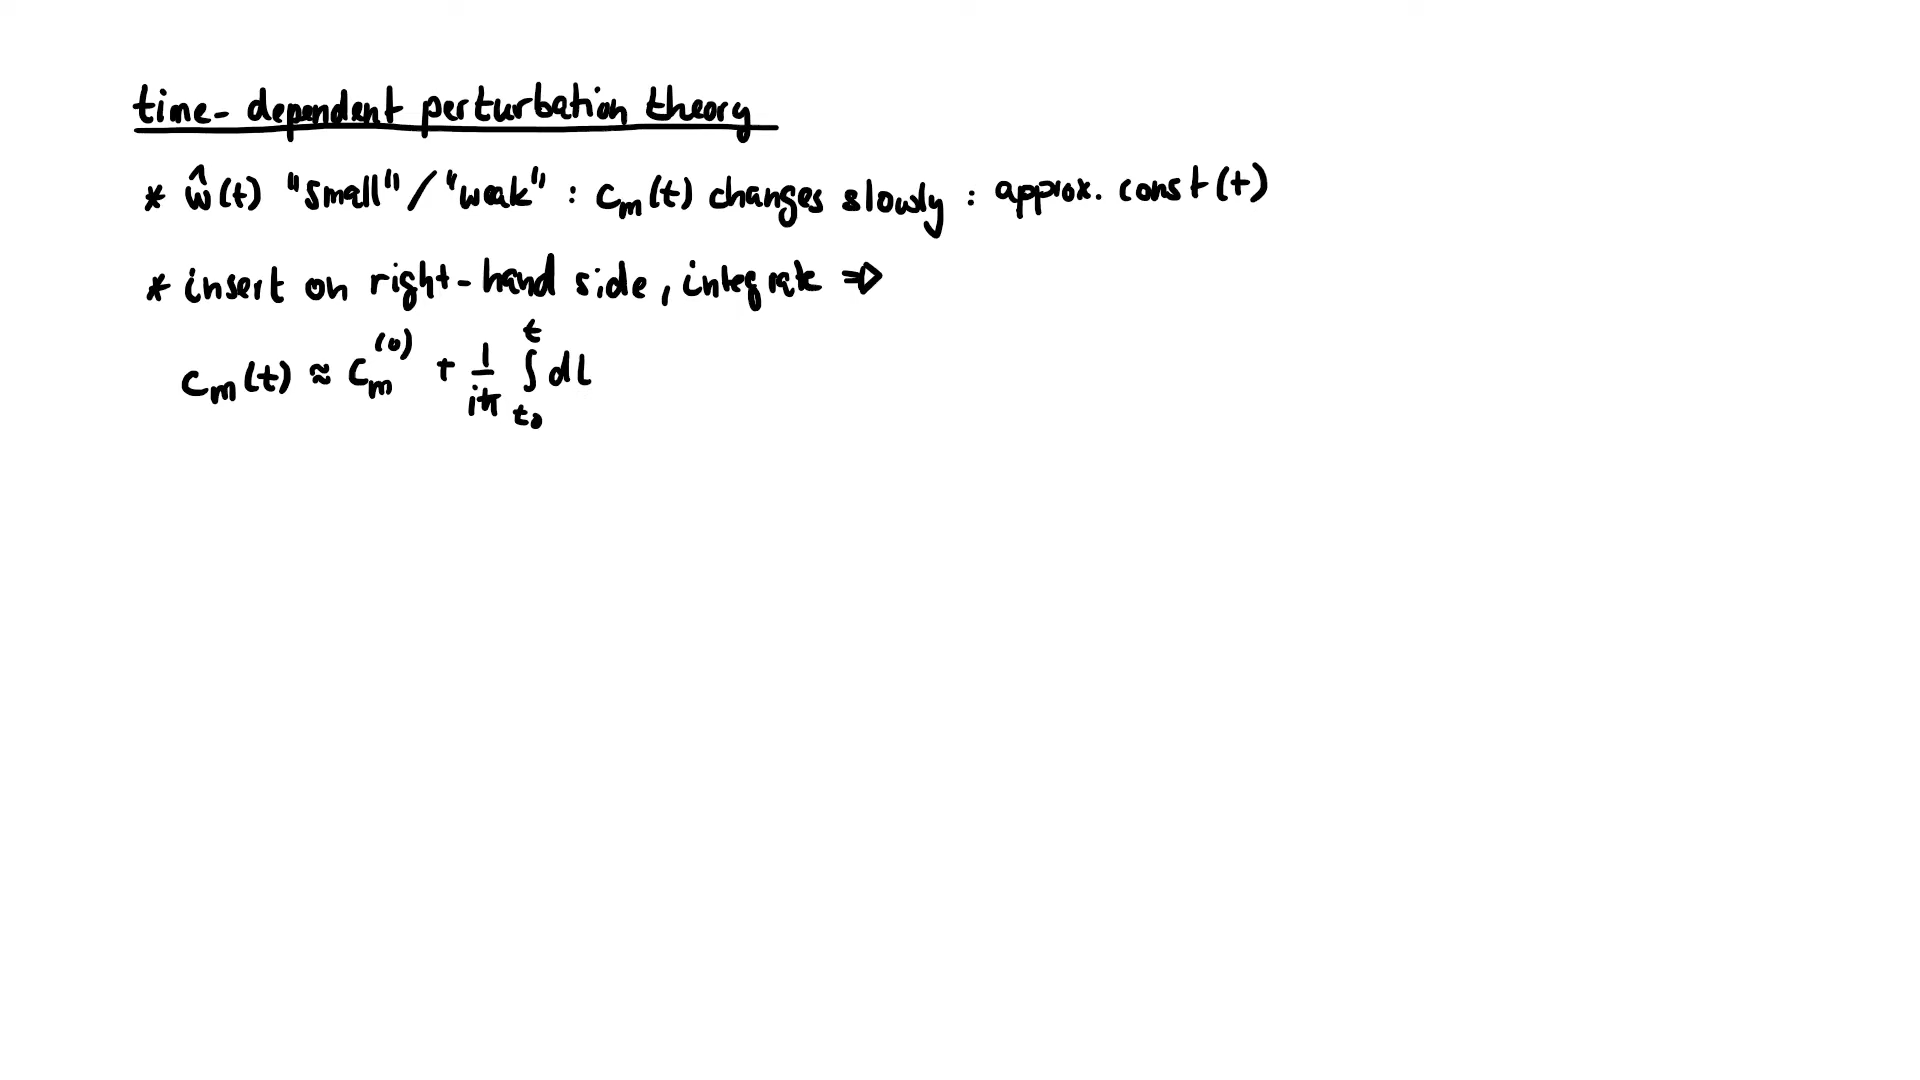 time-dependent perturbation theory
* ŵ(t) "small"/"weak" : cₘ(t) changes slowly : approx. const(t)
* insert on right-hand side, integrate ⇒
cₘ(t) ≈ cₘ⁽⁰⁾ + 1/iħ ∫ₜ₀ᵗ dt